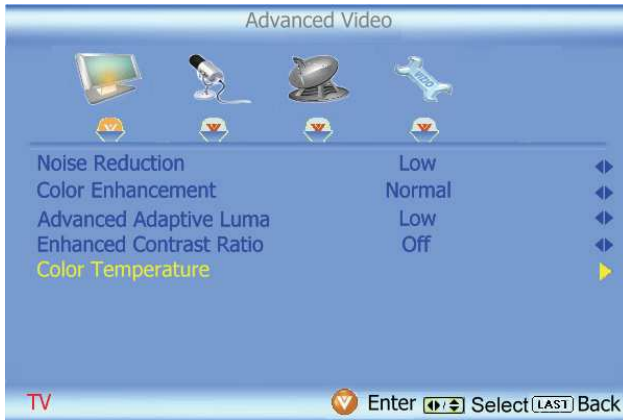 Advanced Video
VIZIO
Noise Reduction Low
Color Enhancement Normal
Advanced Adaptive Luma Low
Enhanced Contrast Ratio Off
Color Temperature
TV Enter Select LAST Back